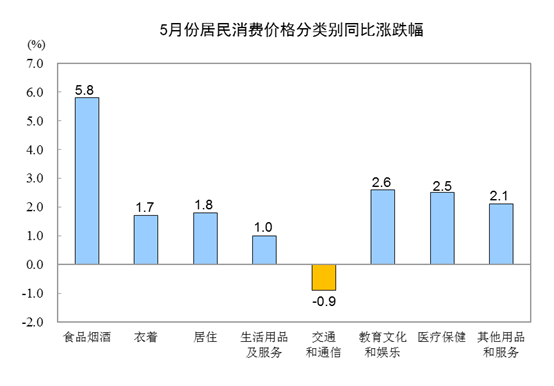 5月份居民消费价格分类别同比涨跌幅
(%)
7.0
6.0
5.0
4.0
3.0
2.0
1.0
0.0
-1.0
-2.0
5.8
1.7
1.8
1.0
-0.9
2.6
2.5
2.1
食品烟酒
衣着
居住
生活用品
及服务
交通
和通信
教育文化
和娱乐
医疗保健
其他用品
和服务